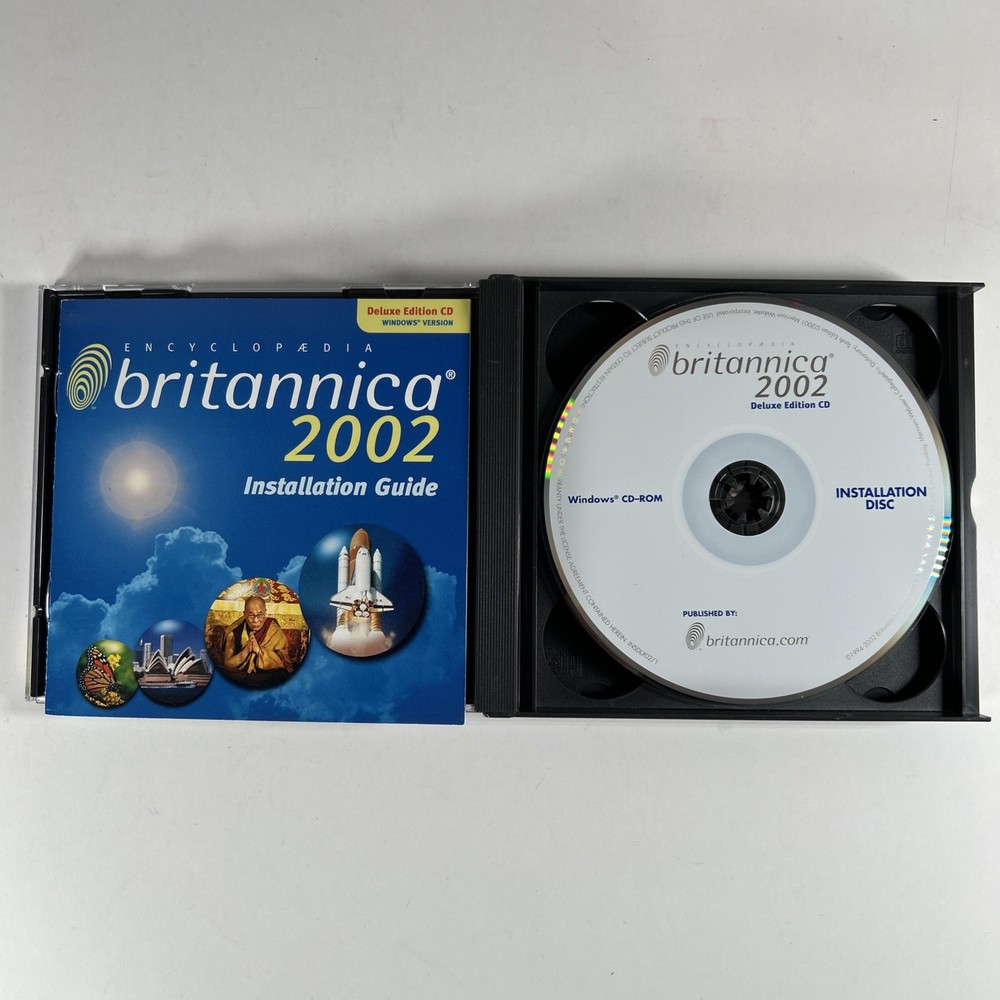 Deluxe Edition CD
WINDOWS® VERSION
ENCYCLOPÆDIA
britannica®
2002
Installation Guide
ENCYCLOPÆDIA
britannica®
2002
Deluxe Edition CD
Windows® CD-ROM
INSTALLATION
DISC
PUBLISHED BY:
britannica.com